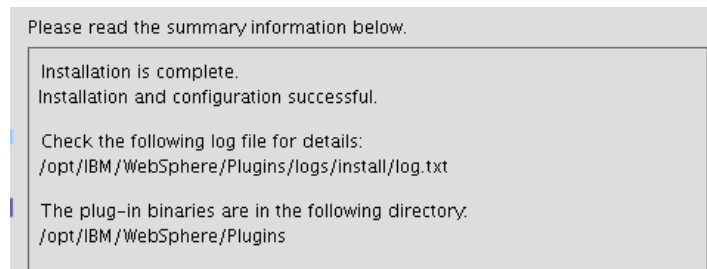 Please read the summary information below.
Installation is complete.
Installation and configuration successful.
Check the following log file for details:
/opt/IBM/WebSphere/Plugins/logs/install/log.txt
The plug-in binaries are in the following directory:
/opt/IBM/WebSphere/Plugins